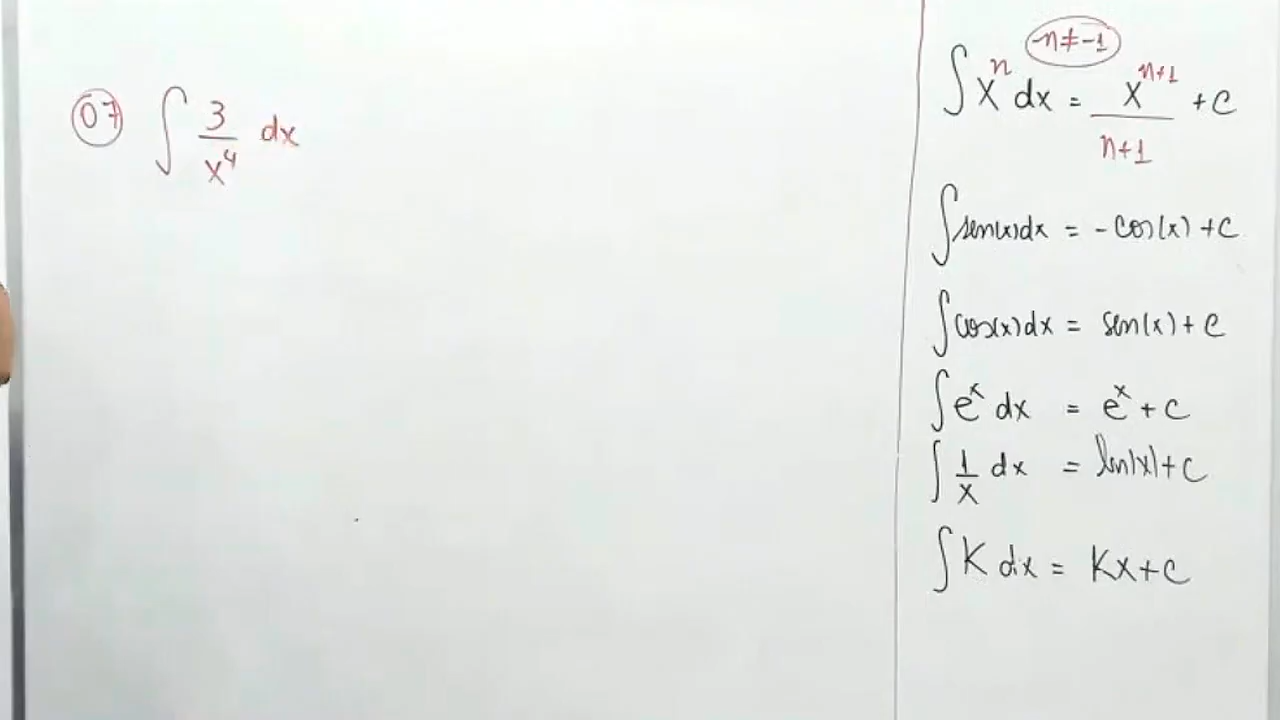 07 ∫ 3/x⁴ dx
∫ xⁿ dx = xⁿ⁺¹/n+1 + c n ≠ -1
∫ sen(x) dx = - cos(x) + c
∫ cos(x) dx = sen(x) + c
∫ eˣ dx = eˣ + c
∫ 1/x dx = ln|x| + c
∫ K dx = Kx + c